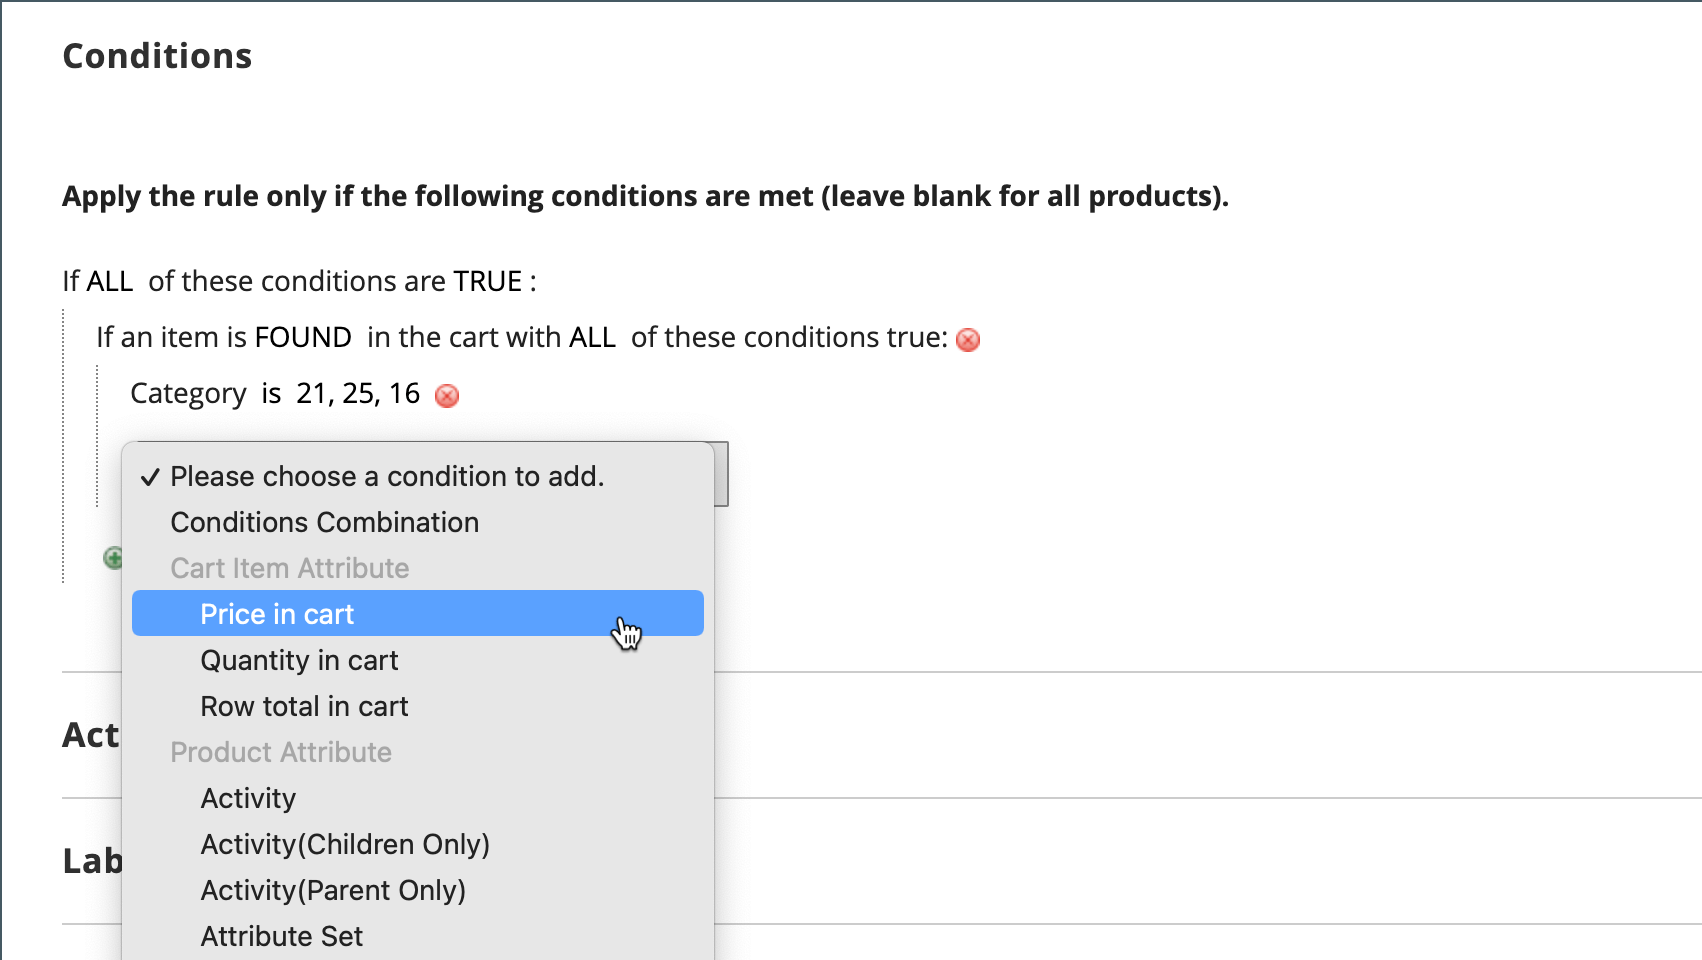 Conditions
Apply the rule only if the following conditions are met (leave blank for all products).
If ALL of these conditions are TRUE :
If an item is FOUND in the cart with ALL of these conditions true:
Category is 21, 25, 16
✓ Please choose a condition to add.
Conditions Combination
Cart Item Attribute
Price in cart
Quantity in cart
Row total in cart
Act
Product Attribute
Activity
Activity(Children Only)
Lab
Activity(Parent Only)
Attribute Set